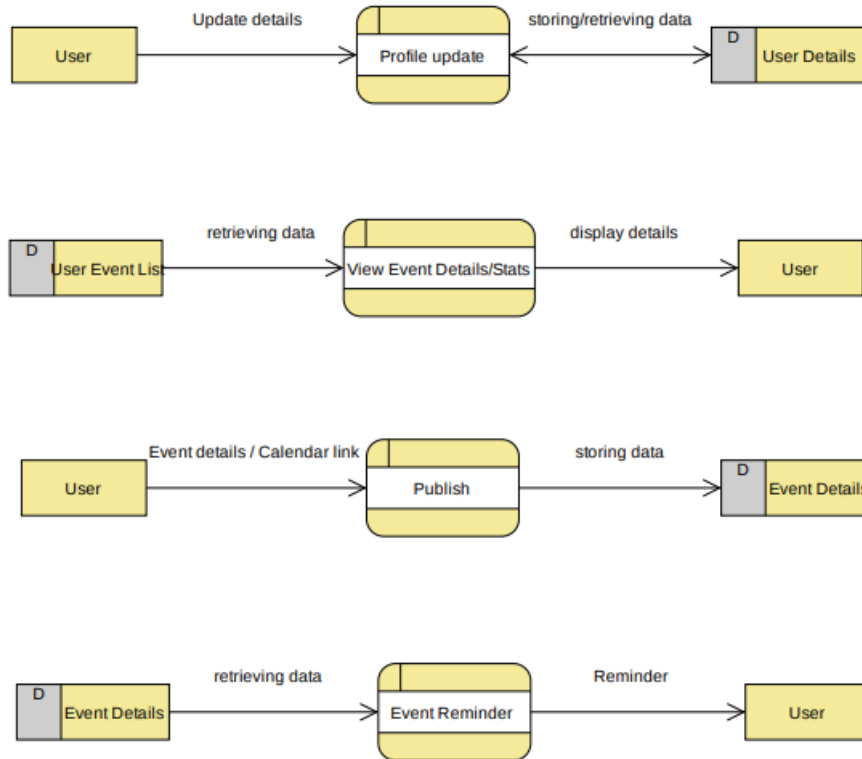 Update details
storing/retrieving data
D
User
Profile update
User Details
retrieving data
display details
D
User Event List
View Event Details/Stats
User
Event details / Calendar link
storing data
D
User
Publish
Event Details
retrieving data
Reminder
D
Event Details
Event Reminder
User